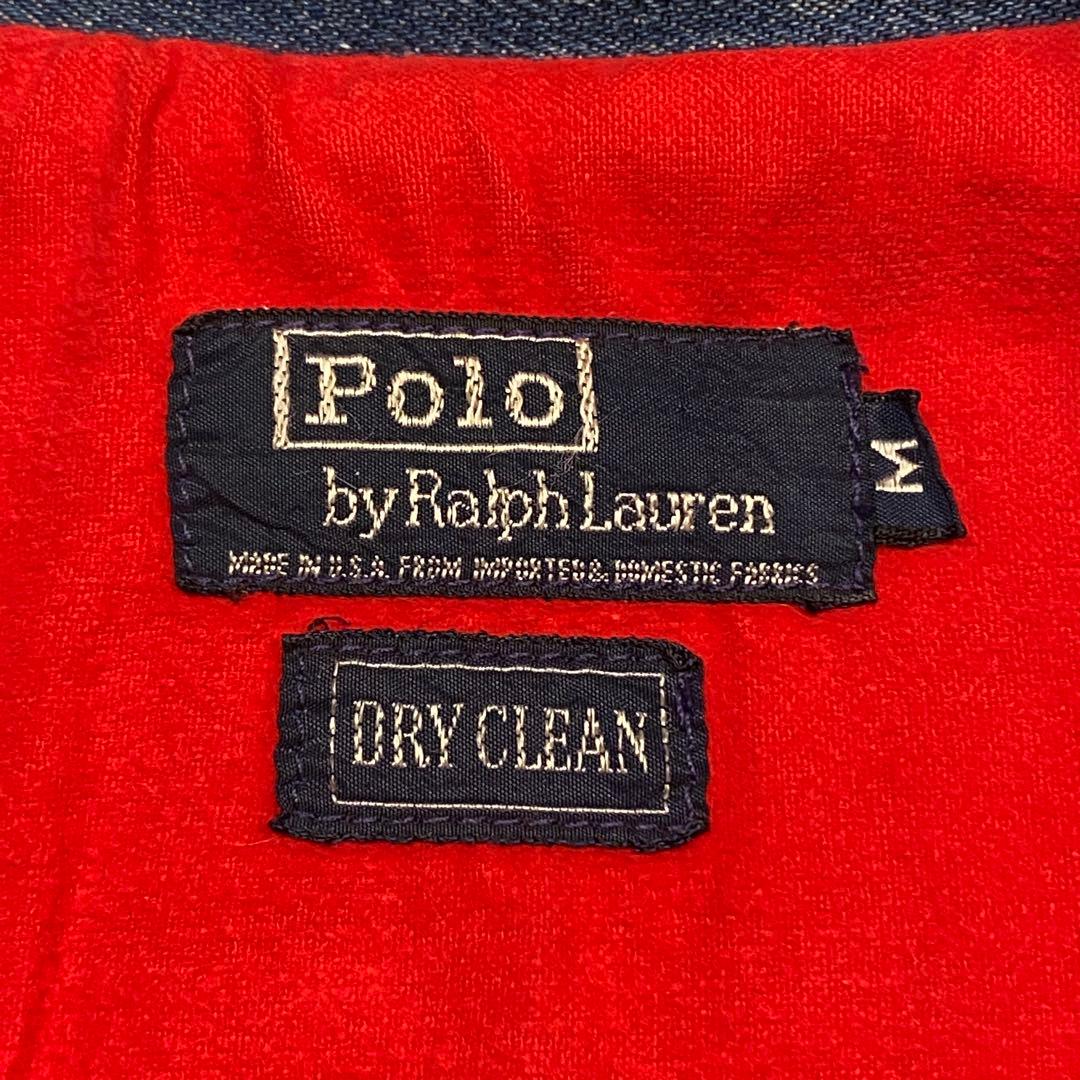 Polo
by Ralph Lauren
M
MADE IN U.S.A. FROM IMPORTED & DOMESTIC FABRICS
DRY CLEAN